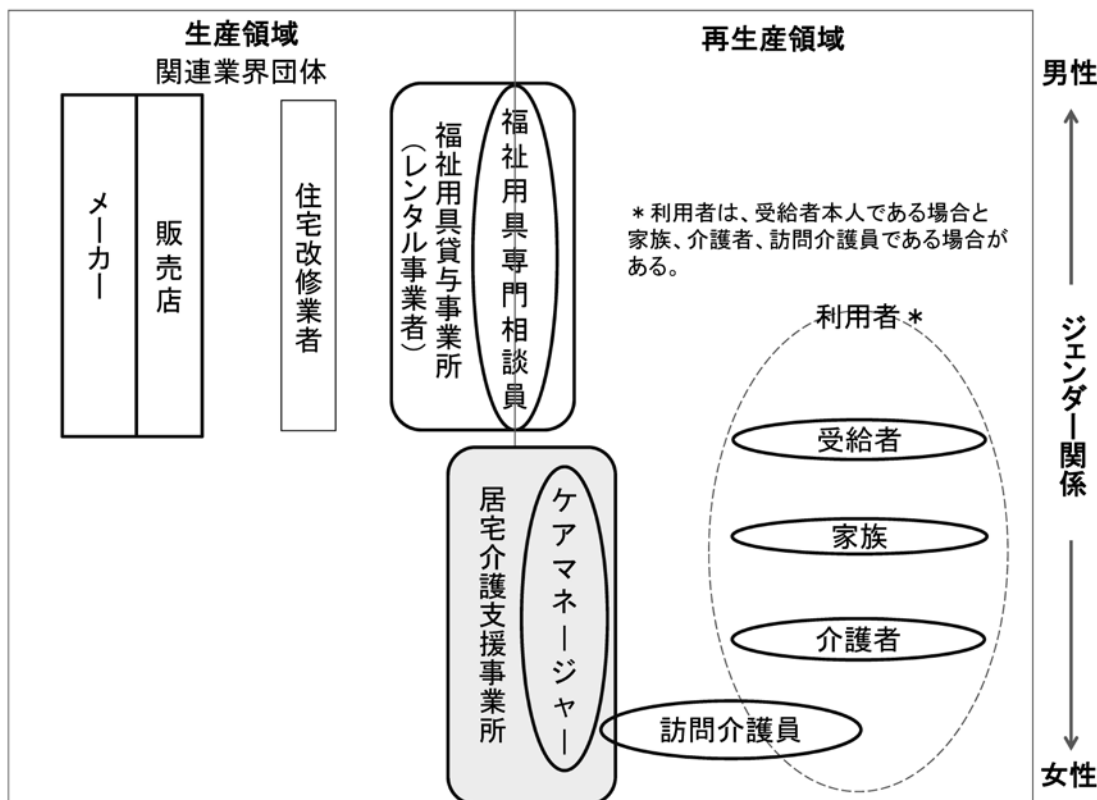 生産領域
関連業界団体
再生産領域
男性
メーカー
販売店
住宅改修業者
福祉用具貸与事業所
（レンタル事業者）
福祉用具専門相談員
＊利用者は、受給者本人である場合と
家族、介護者、訪問介護員である場合が
ある。
利用者＊
受給者
家族
介護者
訪問介護員
居宅介護支援事業所
ケアマネージャー
ジェンダー関係
女性